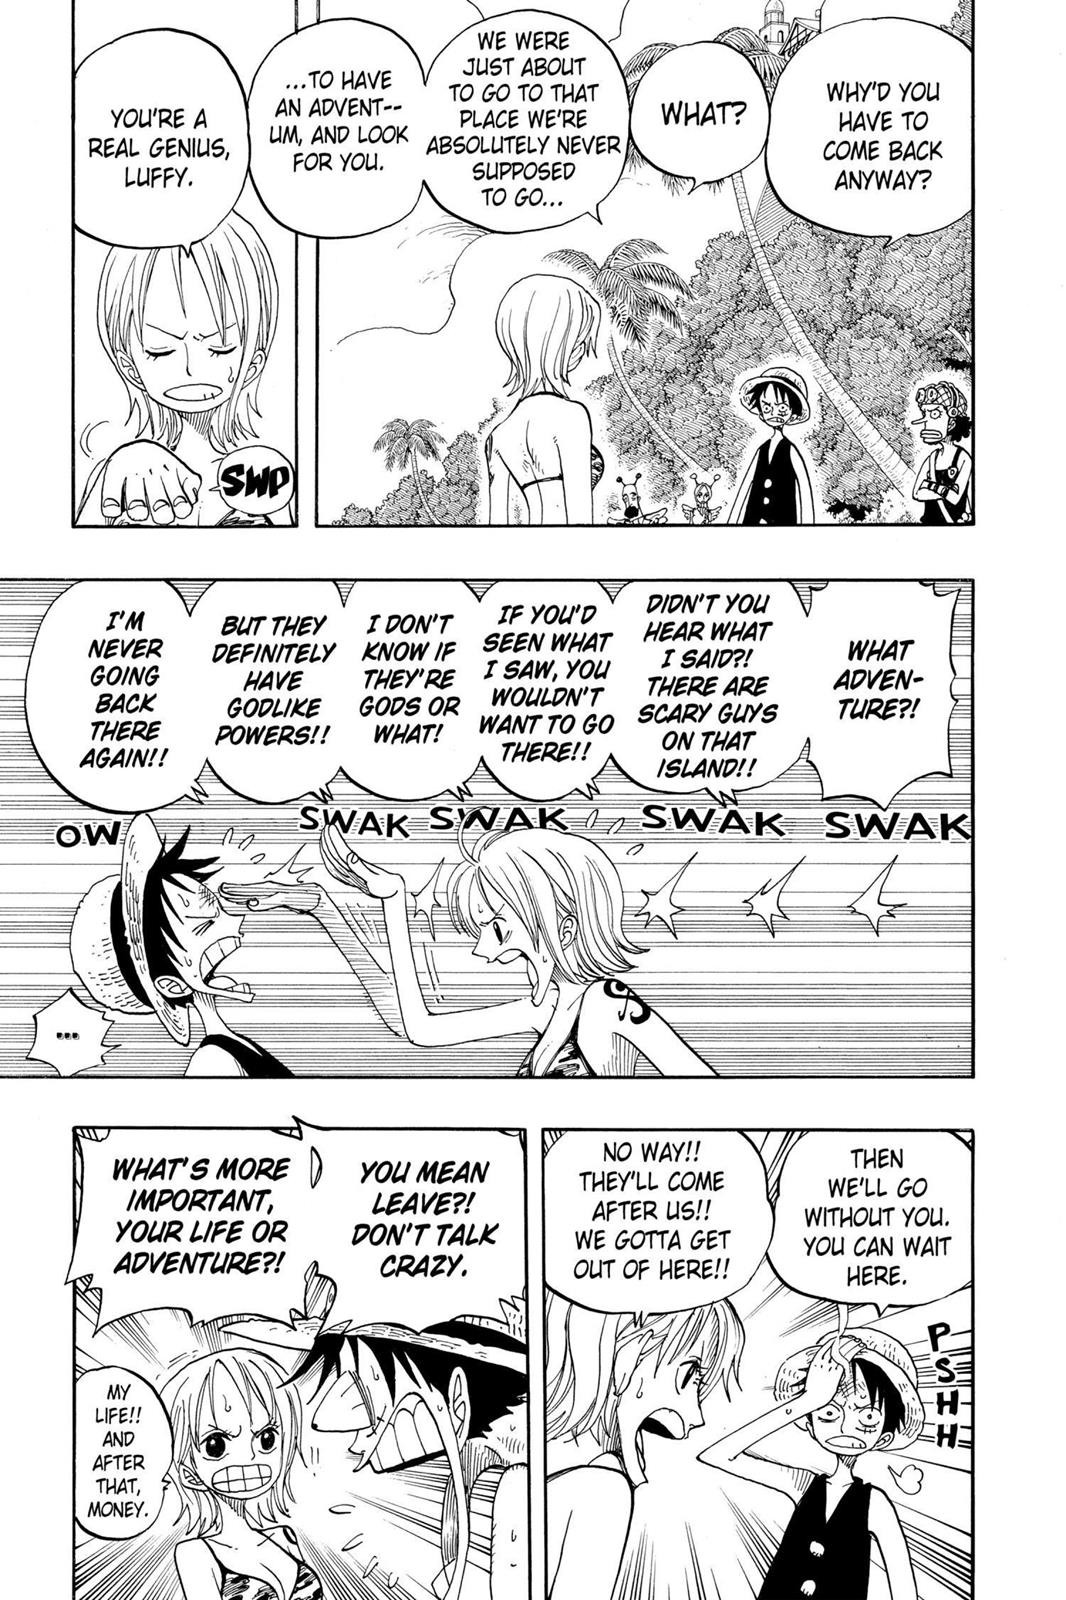 WHY'D YOU
HAVE TO
COME BACK
ANYWAY?
WHAT?
WE WERE
JUST ABOUT
TO GO TO THAT
PLACE WE'RE
ABSOLUTELY NEVER
SUPPOSED
TO GO...
...TO HAVE
AN ADVENT--
UM, AND LOOK
FOR YOU.
YOU'RE A
REAL GENIUS,
LUFFY.
SWP
WHAT
ADVEN-
TURE?!
DIDN'T YOU
HEAR WHAT
I SAID?!
THERE ARE
SCARY GUYS
ON THAT
ISLAND!!
IF YOU'D
SEEN WHAT
I SAW, YOU
WOULDN'T
WANT TO GO
THERE!!
I DON'T
KNOW IF
THEY'RE
GODS OR
WHAT!
BUT THEY
DEFINITELY
HAVE
GODLIKE
POWERS!!
I'M
NEVER
GOING
BACK
THERE
AGAIN!!
SWAK
SWAK
SWAK
SWAK
OW
...
THEN
WE'LL GO
WITHOUT YOU.
YOU CAN WAIT
HERE.
NO WAY!!
THEY'LL COME
AFTER US!!
WE GOTTA GET
OUT OF HERE!!
PSHH
YOU MEAN
LEAVE?!
DON'T TALK
CRAZY.
WHAT'S MORE
IMPORTANT,
YOUR LIFE OR
ADVENTURE?!
MY
LIFE!!
AND
AFTER
THAT,
MONEY.